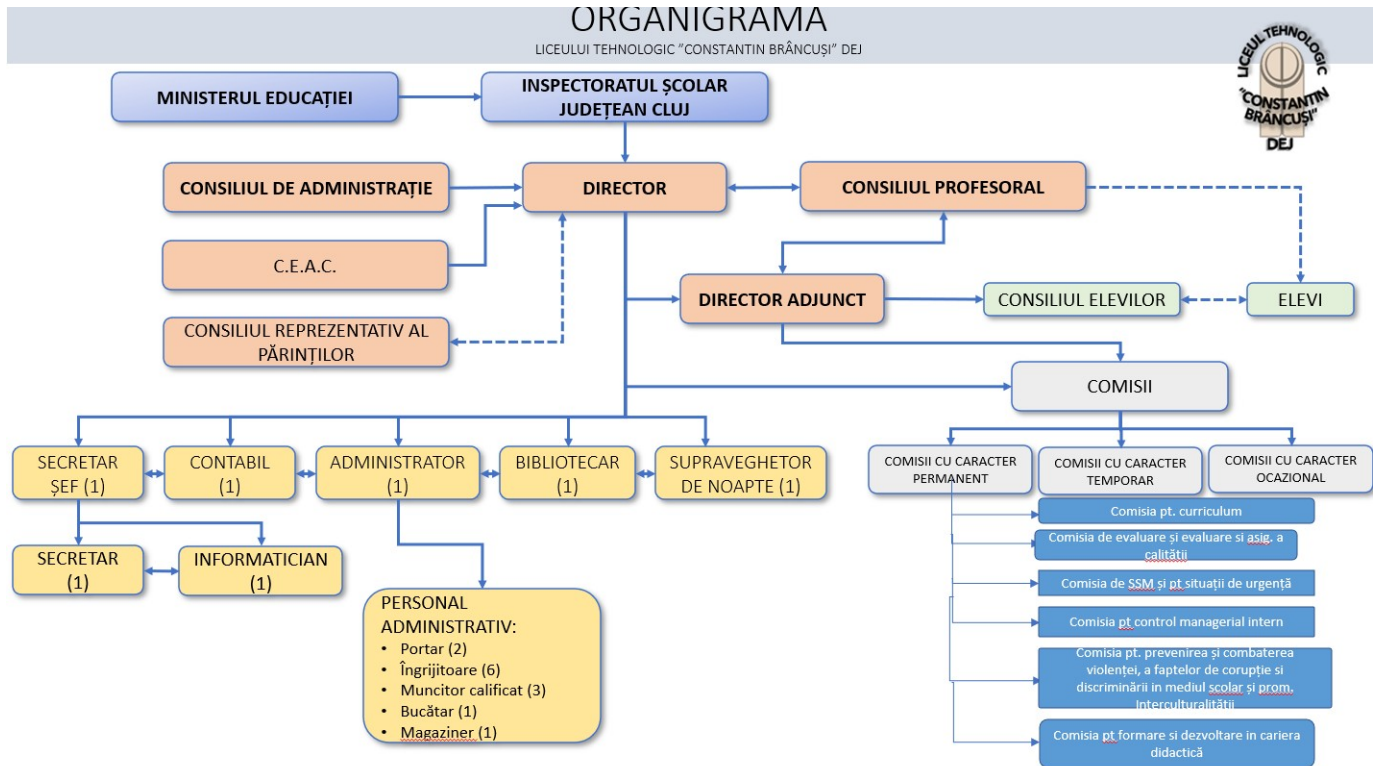 ORGANIGRAMA
LICEULUI TEHNOLOGIC "CONSTANTIN BRÂNCUȘI" DEJ
LICEUL TEHNOLOGIC
"CONSTANTIN
BRÂNCUȘI"
DEJ
MINISTERUL EDUCAȚIEI
INSPECTORATUL ȘCOLAR
JUDEȚEAN CLUJ
CONSILIUL DE ADMINISTRAȚIE
DIRECTOR
CONSILIUL PROFESORAL
C.E.A.C.
DIRECTOR ADJUNCT
CONSILIUL ELEVILOR
ELEVI
CONSILIUL REPREZENTATIV AL
PĂRINȚILOR
COMISII
SECRETAR
ȘEF (1)
CONTABIL
(1)
ADMINISTRATOR
(1)
BIBLIOTECAR
(1)
SUPRAVEGHETOR
DE NOAPTE (1)
COMISII CU CARACTER
PERMANENT
COMISII CU CARACTER
TEMPORAR
COMISII CU CARACTER
OCAZIONAL
SECRETAR
(1)
INFORMATICIAN
(1)
PERSONAL
ADMINISTRATIV:
• Portar (2)
• Îngrijitoare (6)
• Muncitor calificat (3)
• Bucătar (1)
• Magaziner (1)
Comisia pt. curriculum
Comisia de evaluare și evaluare si asig. a
calității
Comisia de SSM și pt situații de urgență
Comisia pt control managerial intern
Comisia pt. prevenirea și combaterea
violenței, a faptelor de corupție si
discriminării in mediul scolar și prom.
Interculturalității
Comisia pt formare si dezvoltare in cariera
didactică